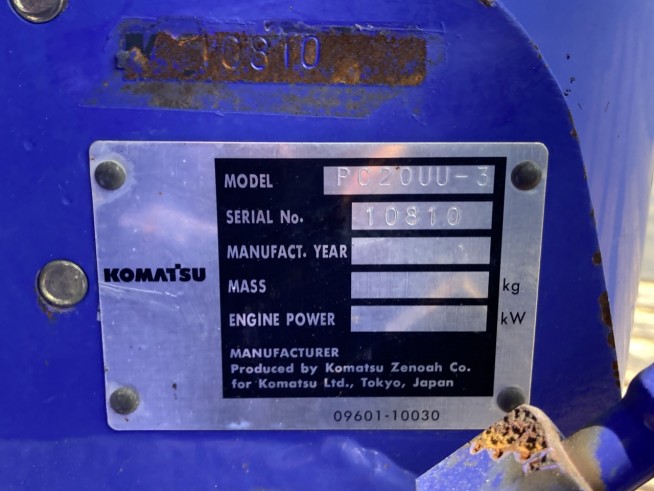 10810
MODEL PC20UU-3
SERIAL No. 10810
MANUFACT. YEAR
KOMATSU
MASS kg
ENGINE POWER kW
MANUFACTURER
Produced by Komatsu Zenoah Co.
for Komatsu Ltd., Tokyo, Japan
09601-10030